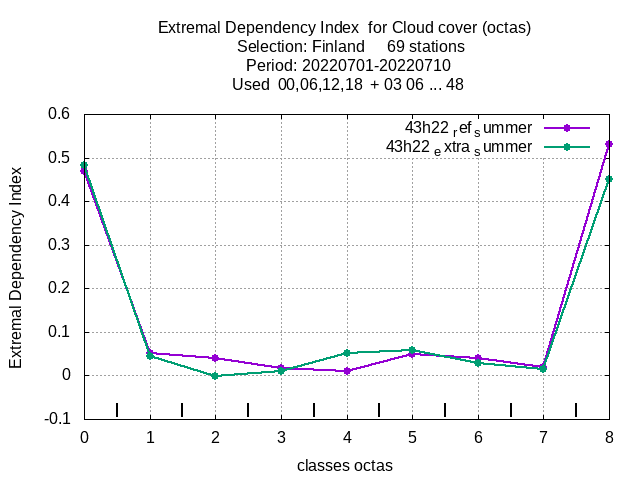 Extremal Dependency Index  for Cloud cover (octas)
Selection: Finland     69 stations
Period: 20220701-20220710
Used  00,06,12,18  + 03 06 ... 48
43h22 ref summer
43h22 extra summer
Extremal Dependency Index
0.6
0.5
0.4
0.3
0.2
0.1
0
-0.1
0 1 2 3 4 5 6 7 8
classes octas